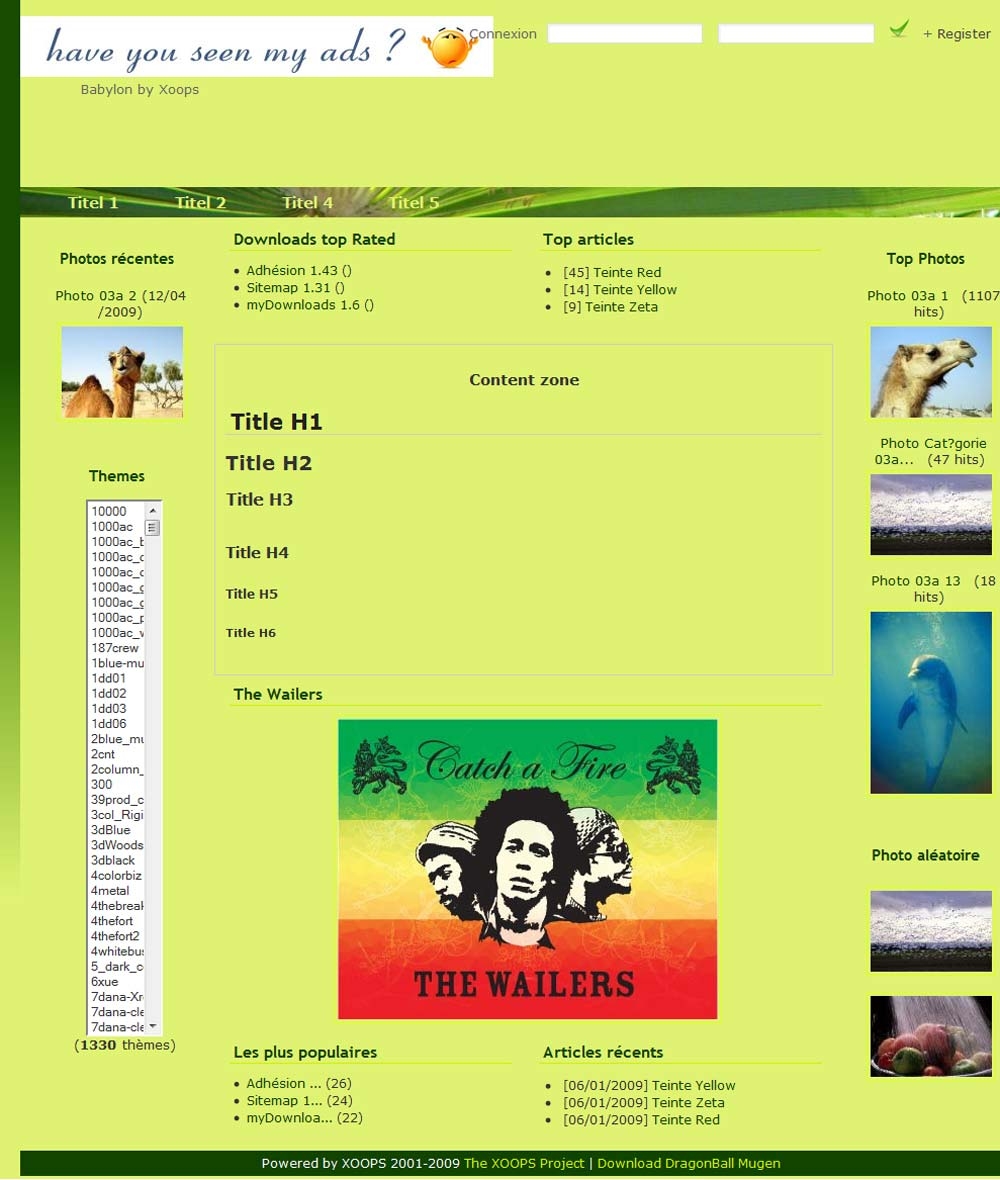 have you seen my ads ?
Connexion
+ Register
Babylon by Xoops
Titel 1
Titel 2
Titel 4
Titel 5
Photos récentes
Photo 03a 2 (12/04
/2009)
Themes
10000
1000ac
1000ac_b
1000ac_c
1000ac_c
1000ac_g
1000ac_g
1000ac_p
1000ac_v
187crew
1blue-mu
1dd01
1dd02
1dd03
1dd06
2blue_mu
2cnt
2column_
300
39prod_c
3col_Rigi
3dBlue
3dWoods
3dblack
4colorbiz
4metal
4thebreak
4thefort
4thefort2
4whitebus
5_dark_c
6xue
7dana-Xr
7dana-cle
7dana-cle
(1330 thèmes)
Downloads top Rated
Adhésion 1.43 ()
Sitemap 1.31 ()
myDownloads 1.6 ()
Top articles
[45] Teinte Red
[14] Teinte Yellow
[9] Teinte Zeta
Content zone
Title H1
Title H2
Title H3
Title H4
Title H5
Title H6
The Wailers
Catch a Fire
THE WAILERS
Les plus populaires
Adhésion ... (26)
Sitemap 1... (24)
myDownloa... (22)
Articles récents
[06/01/2009] Teinte Yellow
[06/01/2009] Teinte Zeta
[06/01/2009] Teinte Red
Top Photos
Photo 03a 1 (1107
hits)
Photo Cat?gorie
03a... (47 hits)
Photo 03a 13 (18
hits)
Photo aléatoire
Powered by XOOPS 2001-2009 The XOOPS Project | Download DragonBall Mugen